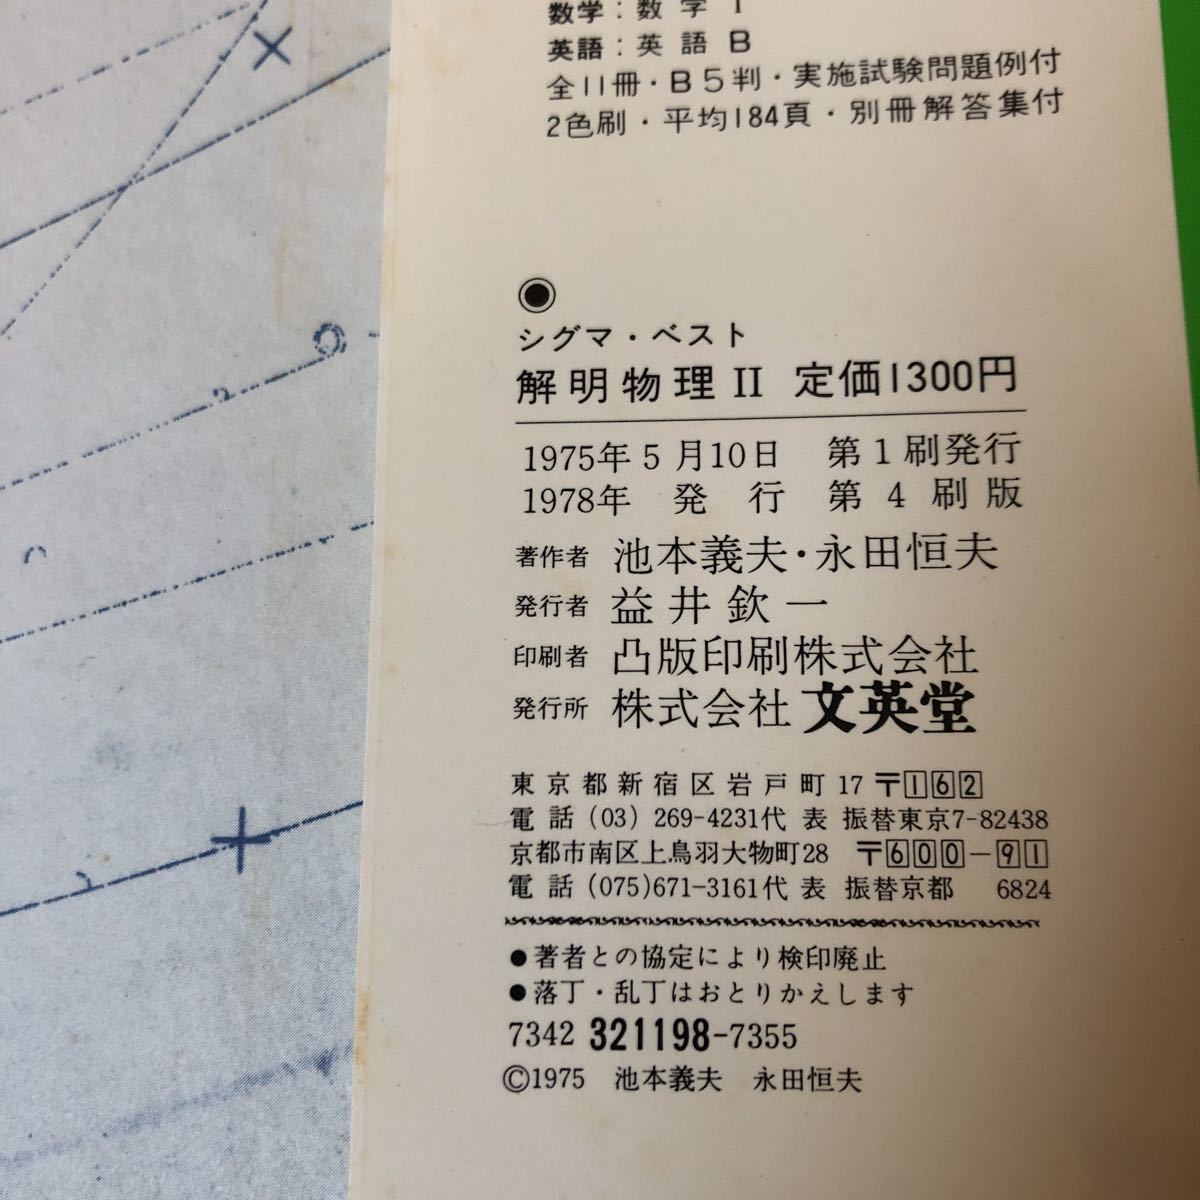 数学：数学 I
英語：英語 B
全11冊・B5判・実施試験問題例付
2色刷・平均184頁・別冊解答集付
シグマ・ベスト
解明物理II 定価1300円
1975年5月10日 第1刷発行
1978年 発行 第4刷版
著作者 池本義夫・永田恒夫
発行者 益井欽一
印刷者 凸版印刷株式会社
発行所 株式会社文英堂
東京都新宿区岩戸町17 〒162
電話(03)269-4231代表 振替東京7-82438
京都市南区上鳥羽大物町28 〒600-91
電話(075)671-3161代表 振替京都 6824
●著者との協定により検印廃止
●落丁・乱丁はおとりかえします
7342 321198-7355
©1975 池本義夫 永田恒夫